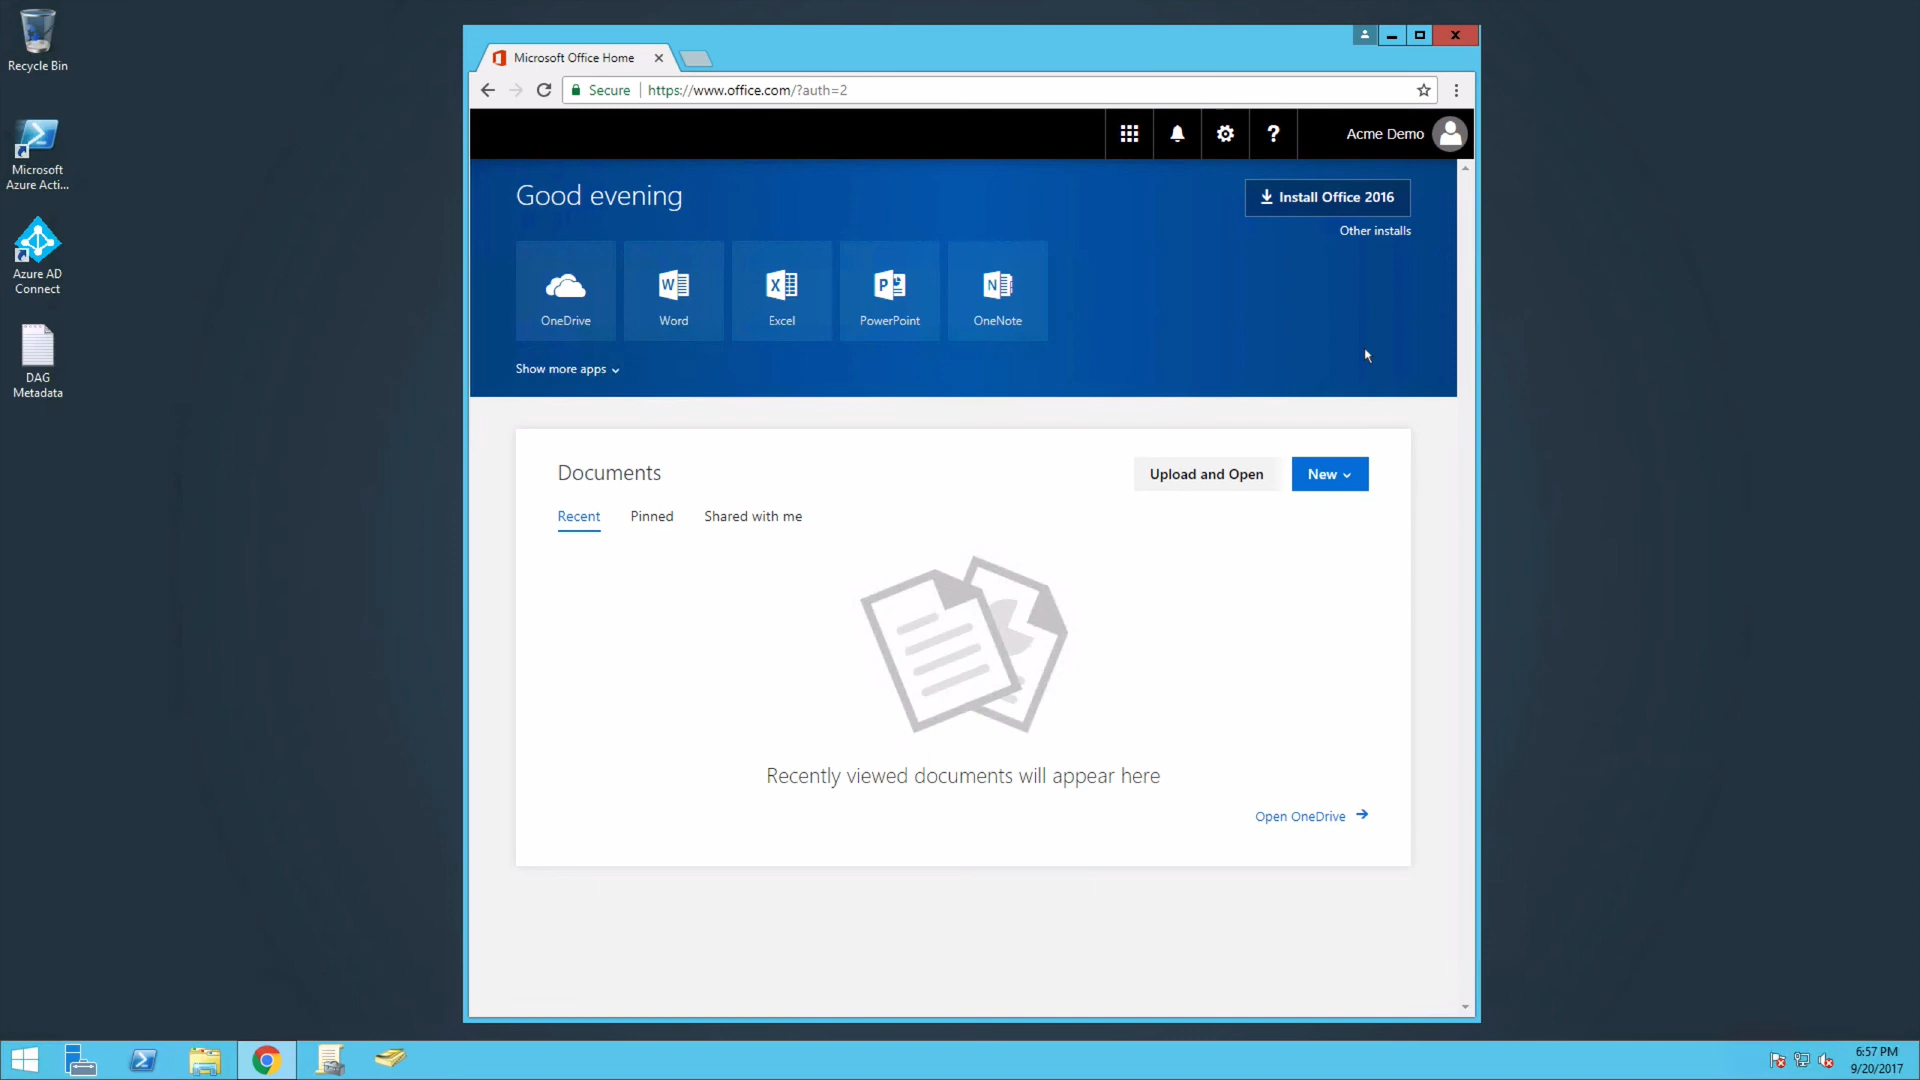 Recycle Bin
Microsoft
Azure Acti...
Azure AD
Connect
DAG
Metadata
Microsoft Office Home
Secure
https://www.office.com/?auth=2
Acme Demo
Good evening
Install Office 2016
Other installs
OneDrive
Word
Excel
PowerPoint
OneNote
Show more apps
Documents
Upload and Open
New
Recent
Pinned
Shared with me
Recently viewed documents will appear here
Open OneDrive
6:57 PM
9/20/2017